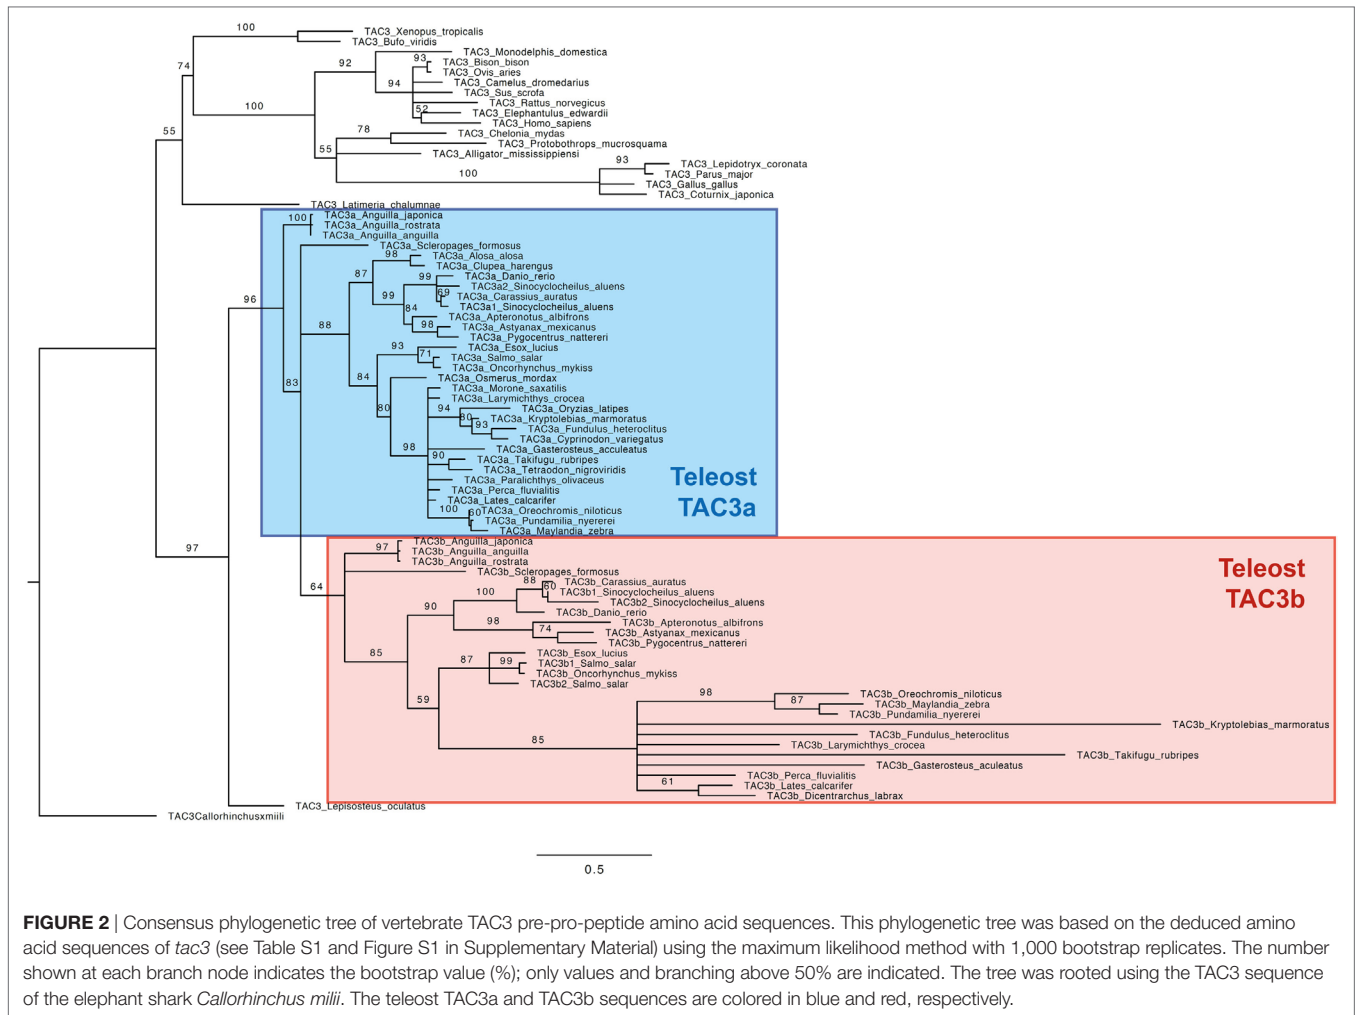 100
TAC3_Xenopus_tropicalis
TAC3_Bufo_viridis
74
TAC3_Monodelphis_domestica
93
TAC3_Bison_bison
92
TAC3_Ovis_aries
94
TAC3_Camelus_dromedarius
TAC3_Sus_scrofa
100
TAC3_Rattus_norvegicus
52
TAC3_Elephantulus_edwardii
TAC3_Homo_sapiens
55
78
TAC3_Chelonia_mydas
TAC3_Protobothrops_mucrosquama
55
TAC3_Alligator_mississippiensi
93
TAC3_Lepidotryx_coronata
100
TAC3_Parus_major
TAC3_Gallus_gallus
TAC3_Coturnix_japonica
TAC3_Latimeria_chalumnae
100
TAC3a_Anguilla_japonica
TAC3a_Anguilla_rostrata
TAC3a_Anguilla_anguilla
TAC3a_Scleropages_formosus
98
TAC3a_Alosa_alosa
TAC3a_Clupea_harengus
87
99
TAC3a_Danio_rerio
TAC3a2_Sinocyclocheilus_aluens
99
69
TAC3a_Carassius_auratus
96
84
TAC3a1_Sinocyclocheilus_aluens
TAC3a_Apteronotus_albifrons
88
98
TAC3a_Astyanax_mexicanus
TAC3a_Pygocentrus_nattereri
93
TAC3a_Esox_lucius
71
TAC3a_Salmo_salar
TAC3a_Oncorhynchus_mykiss
83
84
TAC3a_Osmerus_mordax
TAC3a_Morone_saxatilis
TAC3a_Larymichthys_crocea
80
94
TAC3a_Oryzias_latipes
80
TAC3a_Kryptolebias_marmoratus
93
TAC3a_Fundulus_heteroclitus
TAC3a_Cyprinodon_variegatus
98
TAC3a_Gasterosteus_acculeatus
90
TAC3a_Takifugu_rubripes
TAC3a_Tetraodon_nigroviridis
TAC3a_Paralichthys_olivaceus
TAC3a_Perca_fluvialitis
TAC3a_Lates_calcarifer
100
60
TAC3a_Oreochromis_niloticus
TAC3a_Pundamilia_nyererei
TAC3a_Maylandia_zebra
Teleost
TAC3a
97
97
TAC3b_Anguilla_japonica
TAC3b_Anguilla_anguilla
TAC3b_Anguilla_rostrata
TAC3b_Scleropages_formosus
64
88
60
TAC3b_Carassius_auratus
100
TAC3b1_Sinocyclocheilus_aluens
TAC3b2_Sinocyclocheilus_aluens
90
TAC3b_Danio_rerio
98
TAC3b_Apteronotus_albifrons
74
TAC3b_Astyanax_mexicanus
TAC3b_Pygocentrus_nattereri
85
87
TAC3b_Esox_lucius
99
TAC3b1_Salmo_salar
TAC3b_Oncorhynchus_mykiss
TAC3b2_Salmo_salar
59
98
TAC3b_Oreochromis_niloticus
87
TAC3b_Maylandia_zebra
TAC3b_Pundamilia_nyererei
TAC3b_Kryptolebias_marmoratus
85
TAC3b_Fundulus_heteroclitus
TAC3b_Larymichthys_crocea
TAC3b_Takifugu_rubripes
TAC3b_Gasterosteus_aculeatus
TAC3b_Perca_fluvialitis
61
TAC3b_Lates_calcarifer
TAC3b_Dicentrarchus_labrax
Teleost
TAC3b
TAC3_Lepisosteus_oculatus
TAC3Callorhinchusxmiili
0.5
FIGURE 2 | Consensus phylogenetic tree of vertebrate TAC3 pre-pro-peptide amino acid sequences. This phylogenetic tree was based on the deduced amino
acid sequences of tac3 (see Table S1 and Figure S1 in Supplementary Material) using the maximum likelihood method with 1,000 bootstrap replicates. The number
shown at each branch node indicates the bootstrap value (%); only values and branching above 50% are indicated. The tree was rooted using the TAC3 sequence
of the elephant shark Callorhinchus milii. The teleost TAC3a and TAC3b sequences are colored in blue and red, respectively.